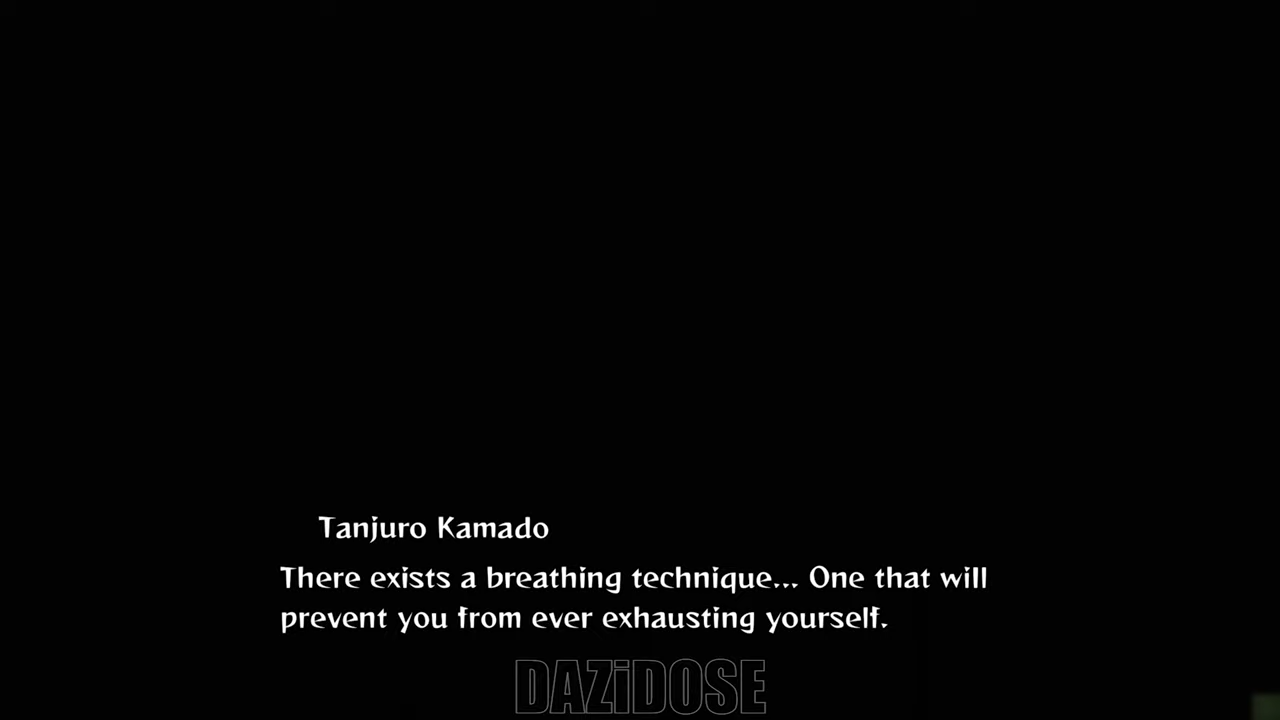 Tanjuro Kamado
There exists a breathing technique... One that will
prevent you from ever exhausting yourself.
DAZiDOSE